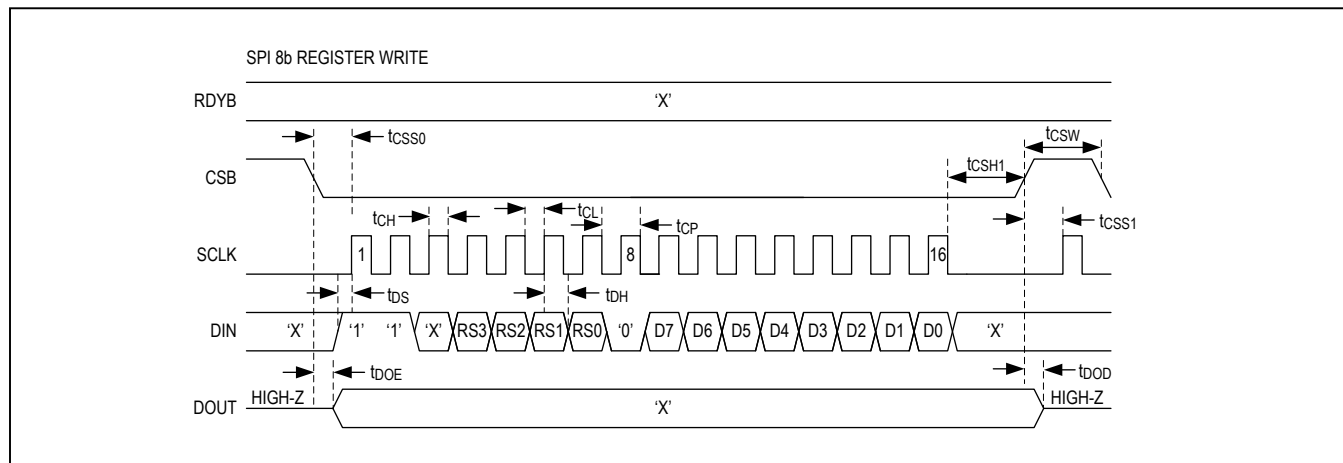 SPI 8b REGISTER WRITE
RDYB 'X'
tCSS0 tCSW
CSB tCSH1
tCH tCL tCP tCSS1
SCLK 1 8 16
tDS tDH
DIN 'X' '1' '1' 'X' RS3 RS2 RS1 RS0 '0' D7 D6 D5 D4 D3 D2 D1 D0 'X'
tDOE tDOD
DOUT HIGH-Z 'X' HIGH-Z